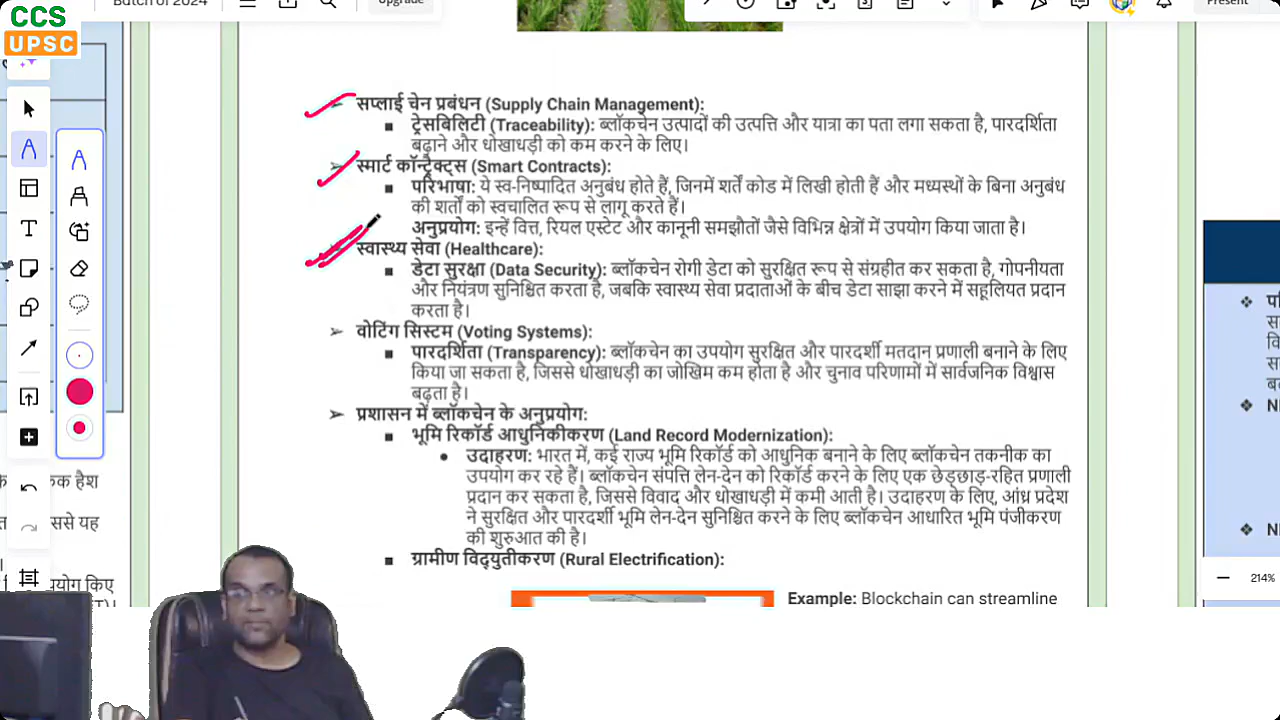 Batch of 2024
Upgrade
Present
CCS
UPSC
सप्लाई चेन प्रबंधन (Supply Chain Management):
ट्रेसबिलिटी (Traceability): ब्लॉकचेन उत्पादों की उत्पत्ति और यात्रा का पता लगा सकता है, पारदर्शिता
बढ़ाने और धोखाधड़ी को कम करने के लिए।
स्मार्ट कॉन्ट्रैक्ट्स (Smart Contracts):
परिभाषा: ये स्व-निष्पादित अनुबंध होते हैं, जिनमें शर्तें कोड में लिखी होती हैं और मध्यस्थों के बिना अनुबंध
की शर्तों को स्वचालित रूप से लागू करते हैं।
अनुप्रयोग: इन्हें वित्त, रियल एस्टेट और कानूनी समझौतों जैसे विभिन्न क्षेत्रों में उपयोग किया जाता है।
स्वास्थ्य सेवा (Healthcare):
डेटा सुरक्षा (Data Security): ब्लॉकचेन रोगी डेटा को सुरक्षित रूप से संग्रहीत कर सकता है, गोपनीयता
और नियंत्रण सुनिश्चित करता है, जबकि स्वास्थ्य सेवा प्रदाताओं के बीच डेटा साझा करने में सहूलियत प्रदान
करता है।
वोटिंग सिस्टम (Voting Systems):
पारदर्शिता (Transparency): ब्लॉकचेन का उपयोग सुरक्षित और पारदर्शी मतदान प्रणाली बनाने के लिए
किया जा सकता है, जिससे धोखाधड़ी का जोखिम कम होता है और चुनाव परिणामों में सार्वजनिक विश्वास
बढ़ता है।
प्रशासन में ब्लॉकचेन के अनुप्रयोग:
भूमि रिकॉर्ड आधुनिकीकरण (Land Record Modernization):
उदाहरण: भारत में, कई राज्य भूमि रिकॉर्ड को आधुनिक बनाने के लिए ब्लॉकचेन तकनीक का
उपयोग कर रहे हैं। ब्लॉकचेन संपत्ति लेन-देन को रिकॉर्ड करने के लिए एक छेड़छाड़-रहित प्रणाली
प्रदान कर सकता है, जिससे विवाद और धोखाधड़ी में कमी आती है। उदाहरण के लिए, आंध्र प्रदेश
ने सुरक्षित और पारदर्शी भूमि लेन-देन सुनिश्चित करने के लिए ब्लॉकचेन आधारित भूमि पंजीकरण
की शुरुआत की है।
ग्रामीण विद्युतीकरण (Rural Electrification):
Example: Blockchain can streamline
हैश
ससे यह
किए
214%